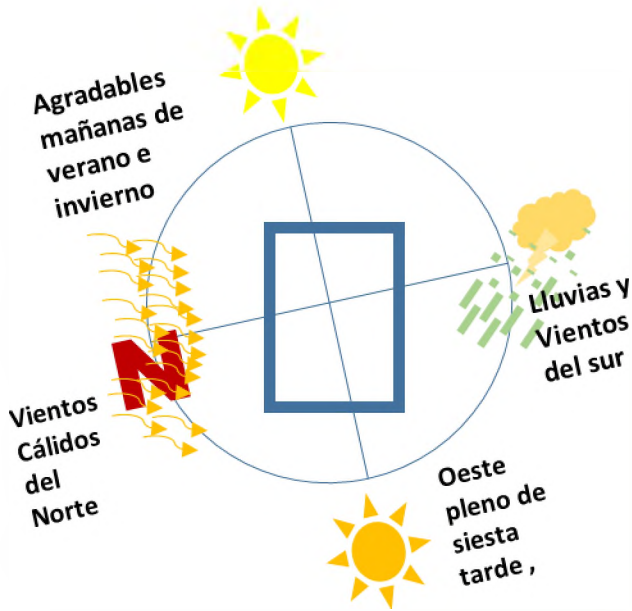 Agradables
mañanas de
verano e
invierno
Lluvias y
Vientos
del sur
N
Vientos
Cálidos
del
Norte
Oeste
pleno de
siesta
tarde ,